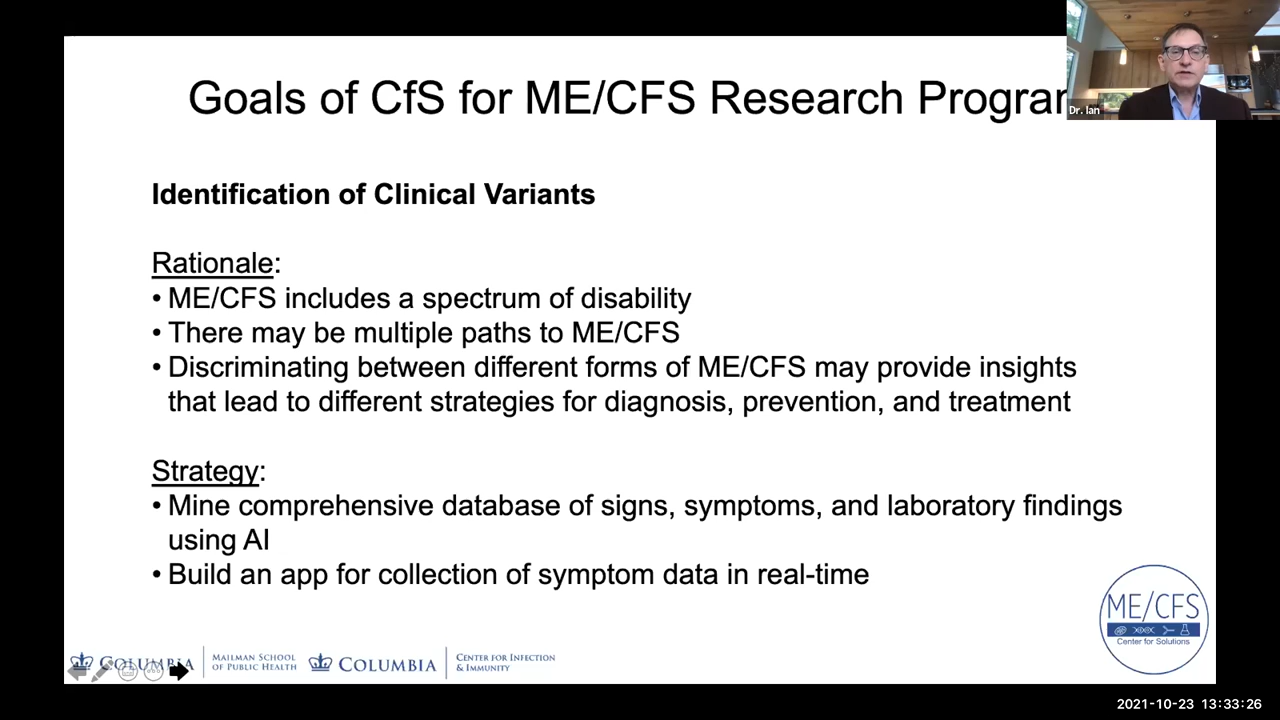 Goals of CfS for ME/CFS Research Progra
Dr. Ian
Identification of Clinical Variants
Rationale:
• ME/CFS includes a spectrum of disability
• There may be multiple paths to ME/CFS
• Discriminating between different forms of ME/CFS may provide insights
that lead to different strategies for diagnosis, prevention, and treatment
Strategy:
• Mine comprehensive database of signs, symptoms, and laboratory findings
using AI
• Build an app for collection of symptom data in real-time
ME/CFS
Center for Solutions
COLUMBIA
MAILMAN SCHOOL
OF PUBLIC HEALTH
COLUMBIA
CENTER FOR INFECTION
& IMMUNITY
2021-10-23 13:33:26